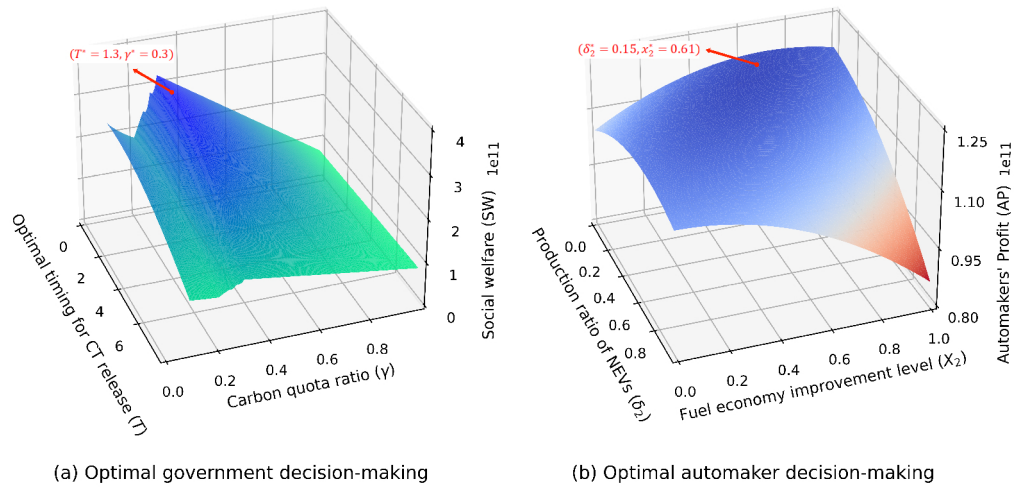 (T* = 1.3, γ* = 0.3)
0
2
4
6
Optimal timing for CT release (T)
0.0
0.2
0.4
0.6
0.8
Carbon quota ratio (γ)
0
1
2
3
4
1e11
Social welfare (SW)
(a) Optimal government decision-making
(δ₂* = 0.15, x₂* = 0.61)
0.0
0.2
0.4
0.6
0.8
Production ratio of NEVs (δ₂)
0.0
0.2
0.4
0.6
0.8
1.0
Fuel economy improvement level (X₂)
0.80
0.95
1.10
1.25
1e11
Automakers' Profit (AP)
(b) Optimal automaker decision-making